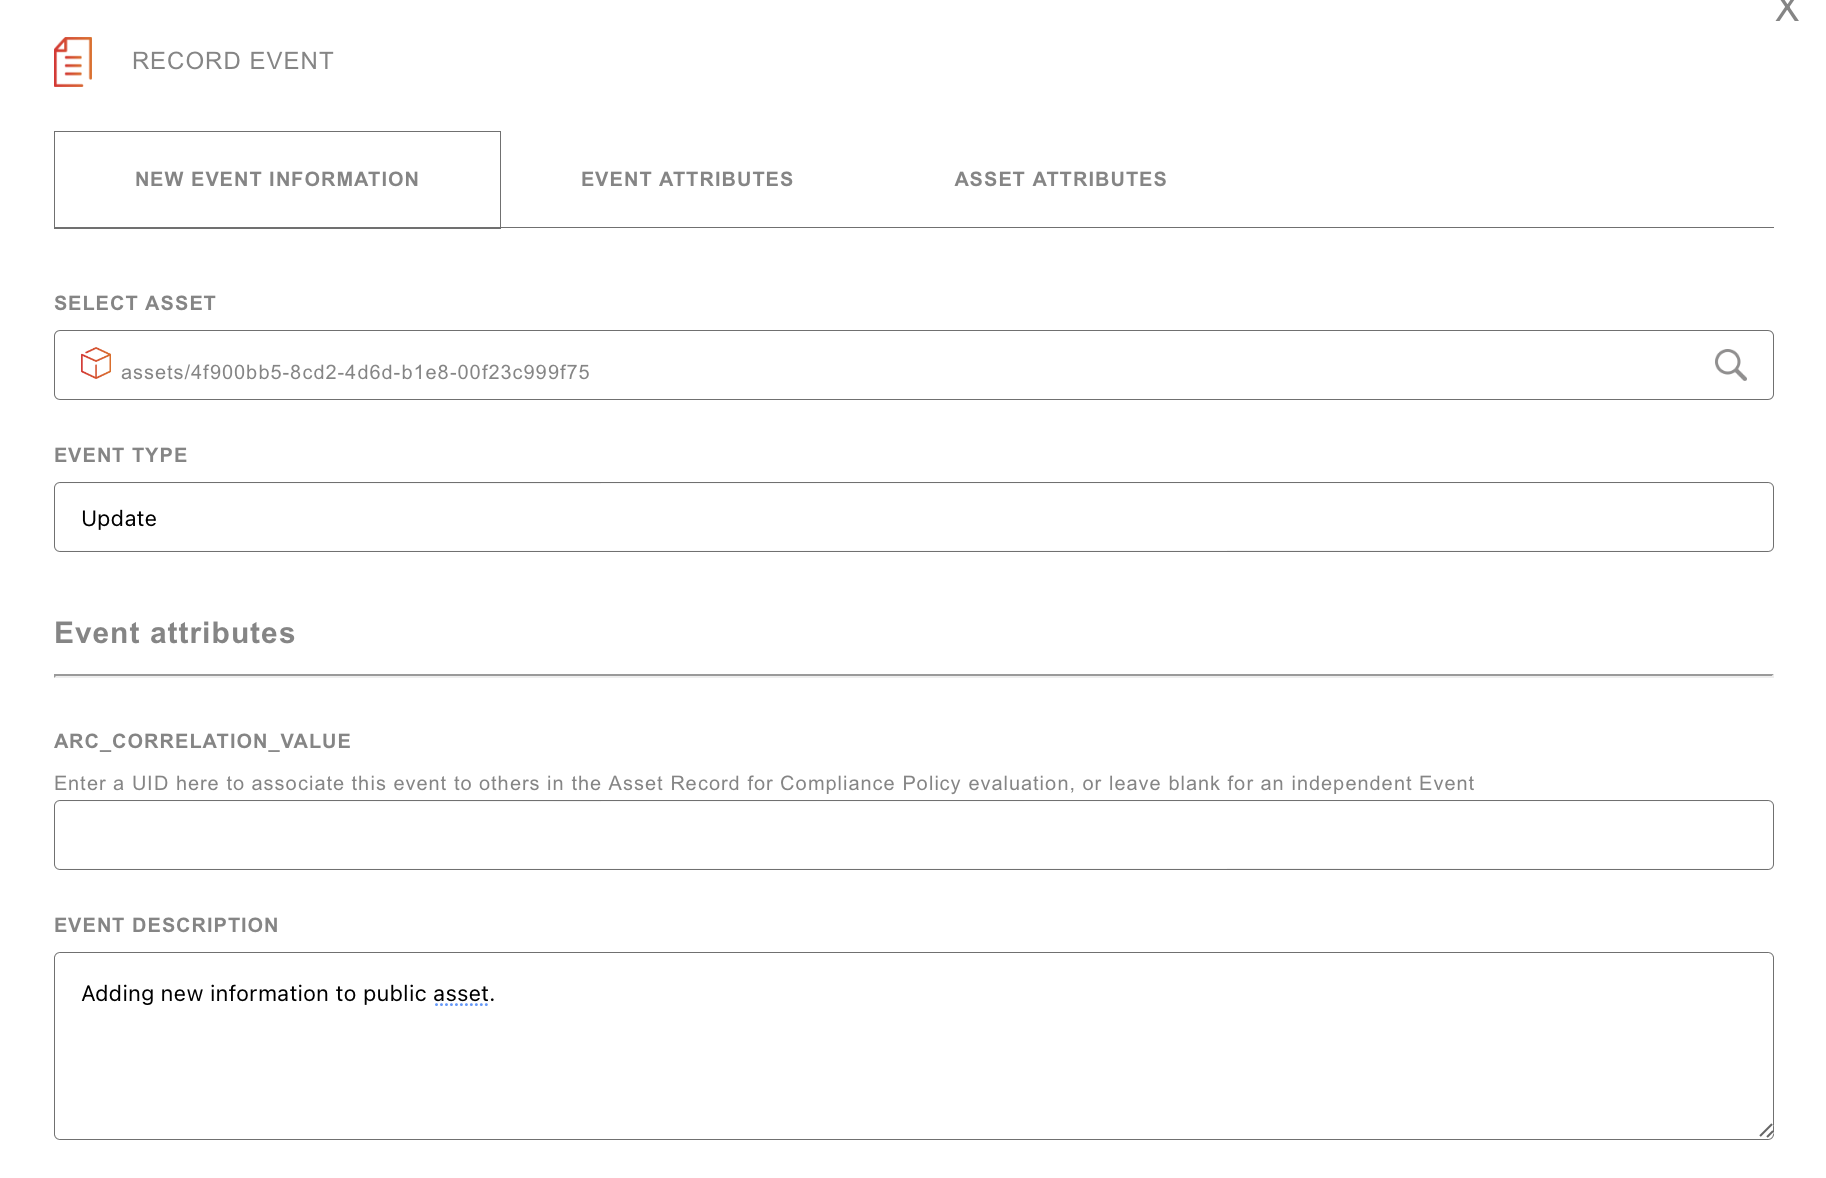 X
RECORD EVENT
NEW EVENT INFORMATION
EVENT ATTRIBUTES
ASSET ATTRIBUTES
SELECT ASSET
assets/4f900bb5-8cd2-4d6d-b1e8-00f23c999f75
EVENT TYPE
Update
Event attributes
ARC_CORRELATION_VALUE
Enter a UID here to associate this event to others in the Asset Record for Compliance Policy evaluation, or leave blank for an independent Event
EVENT DESCRIPTION
Adding new information to public asset.